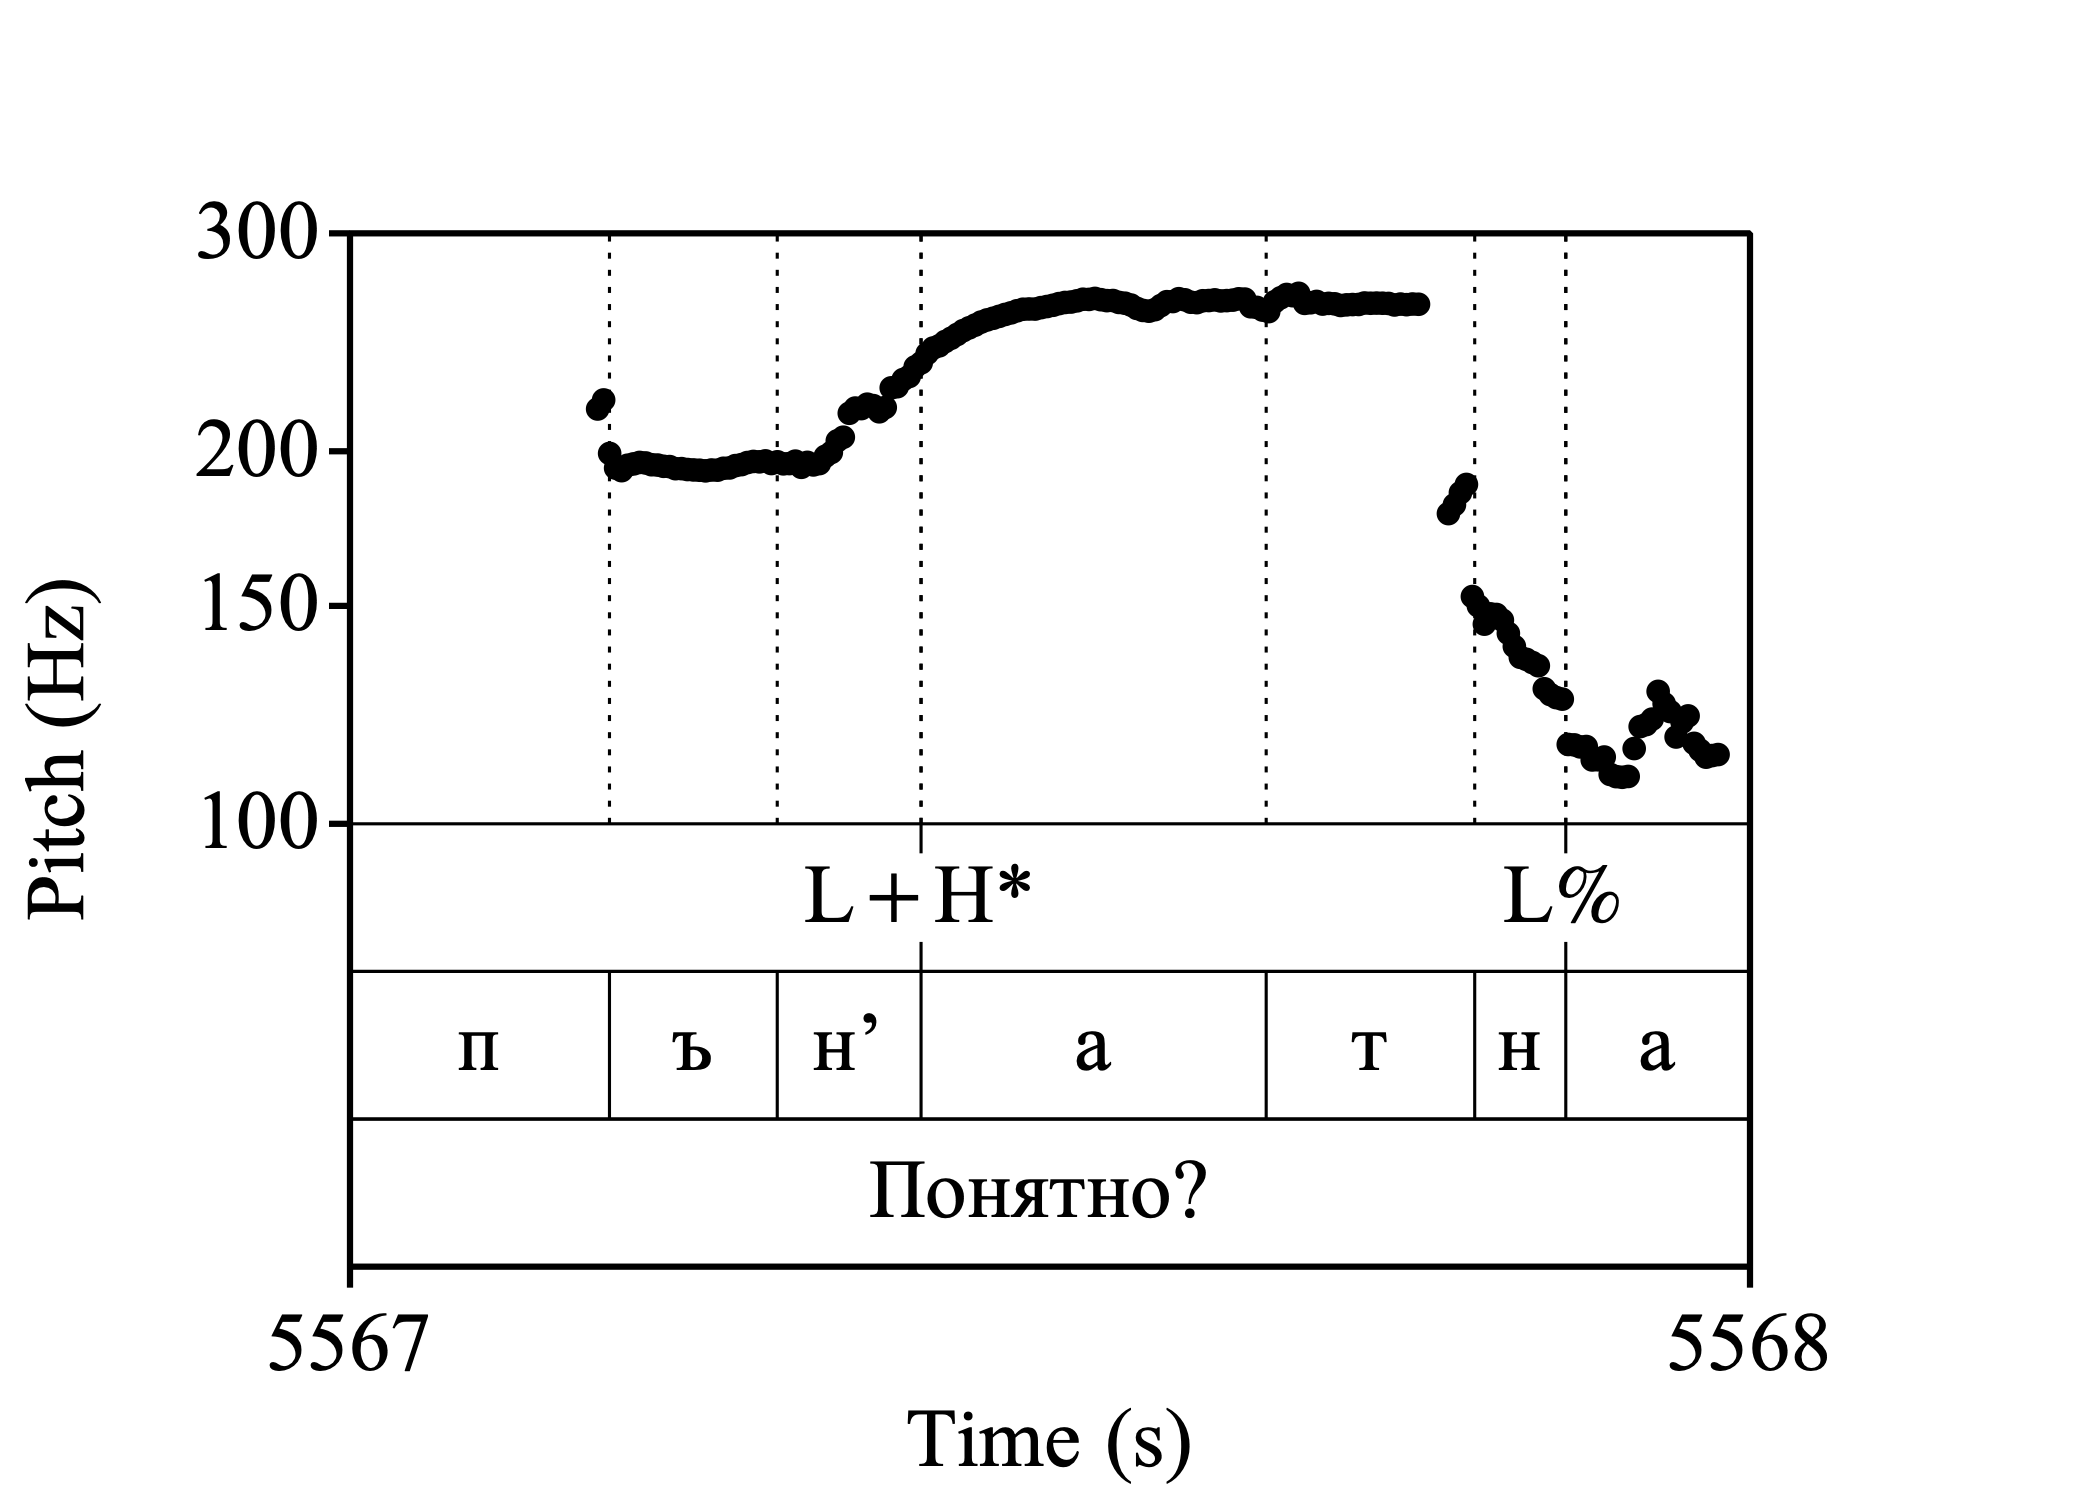 300
200
150
100
Pitch (Hz)
L+H* L%
п ъ н’ а т н а
Понятно?
5567 5568
Time (s)